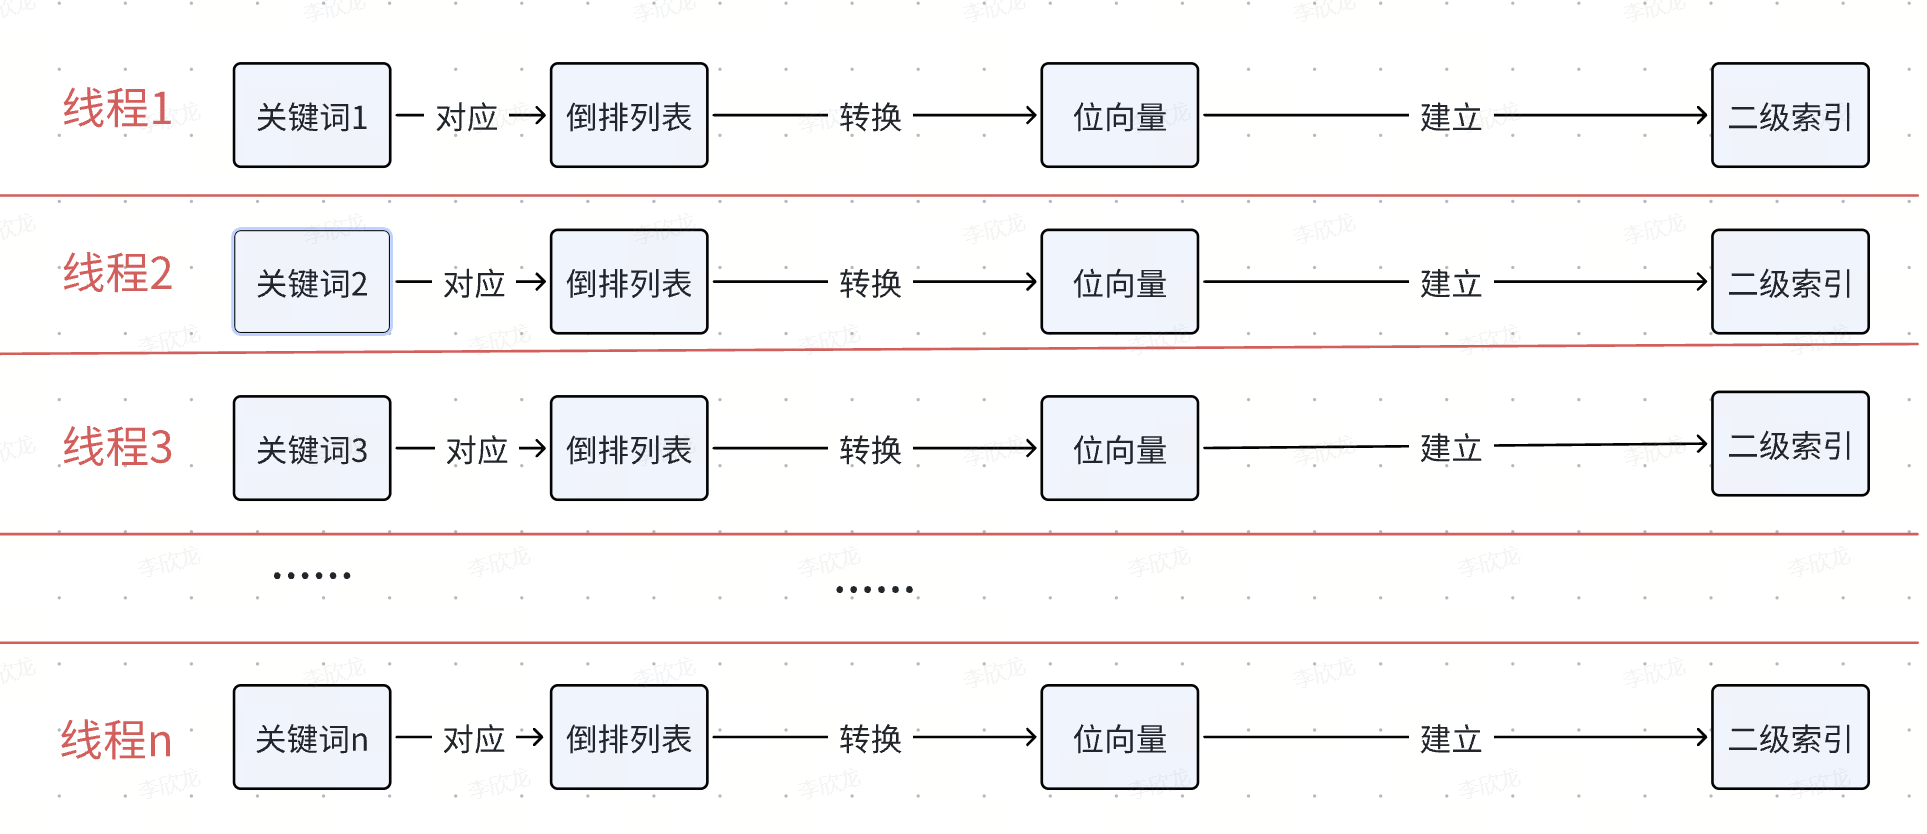 线程1 关键词1 对应 倒排列表 转换 位向量 建立 二级索引
线程2 关键词2 对应 倒排列表 转换 位向量 建立 二级索引
线程3 关键词3 对应 倒排列表 转换 位向量 建立 二级索引
……
……
线程n 关键词n 对应 倒排列表 转换 位向量 建立 二级索引
李欣龙